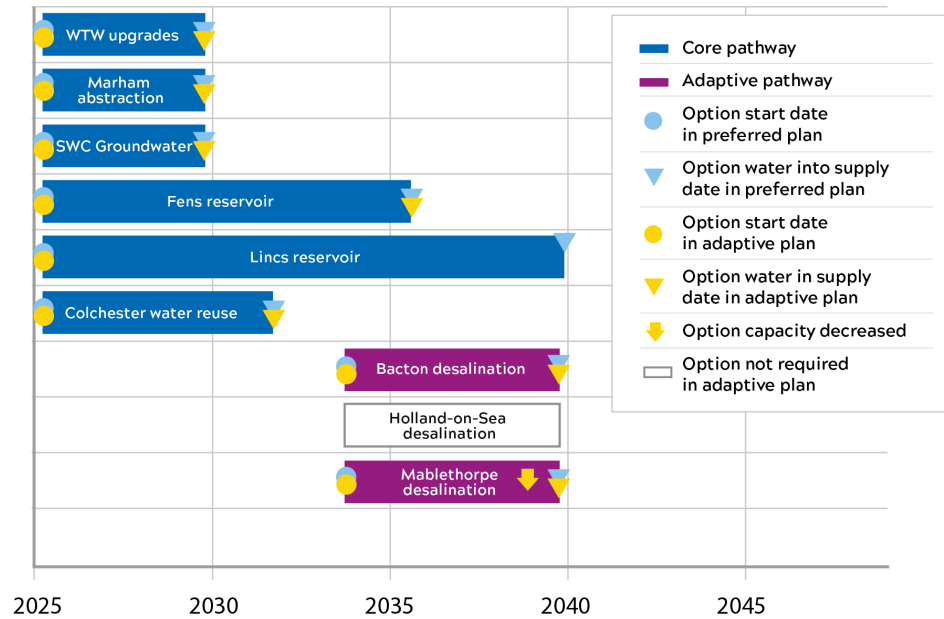 WTW upgrades
Marham
abstraction
SWC Groundwater
Fens reservoir
Lincs reservoir
Colchester water reuse
Bacton desalination
Holland-on-Sea
desalination
Mablethorpe
desalination
Core pathway
Adaptive pathway
Option start date
in preferred plan
Option water into supply
date in preferred plan
Option start date
in adaptive plan
Option water in supply
date in adaptive plan
Option capacity decreased
Option not required
in adaptive plan
2025 2030 2035 2040 2045